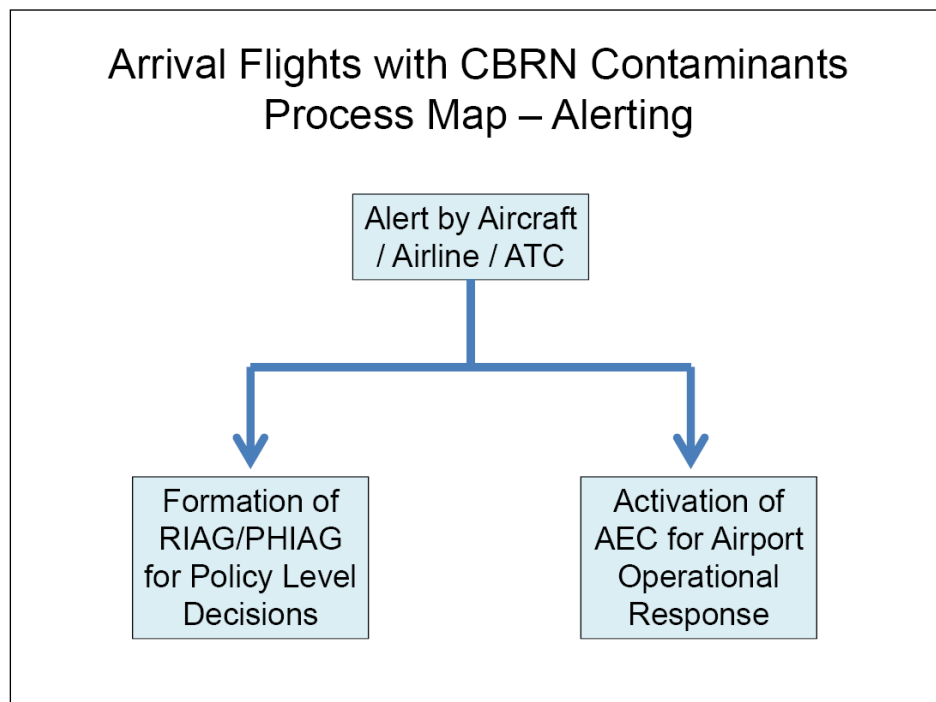 Arrival Flights with CBRN Contaminants
Process Map – Alerting
Alert by Aircraft
/ Airline / ATC
Formation of
RIAG/PHIAG
for Policy Level
Decisions
Activation of
AEC for Airport
Operational
Response